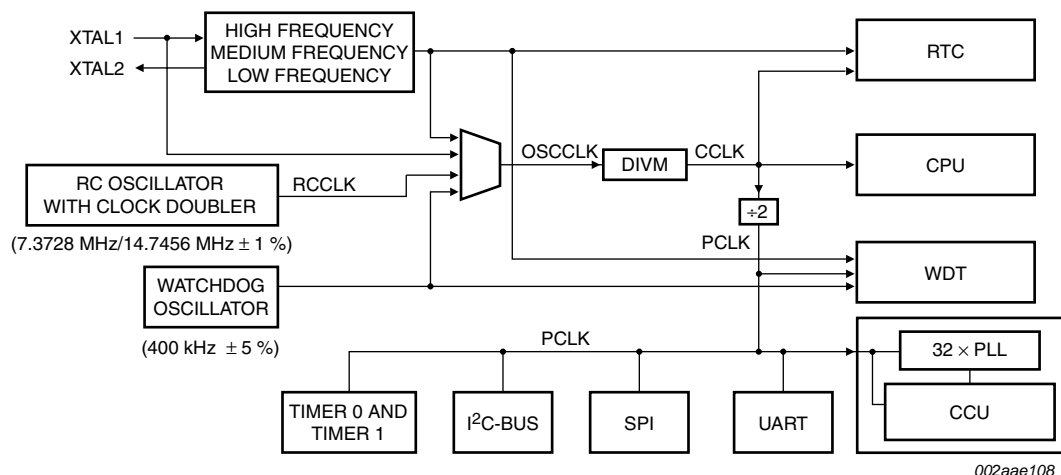 XTAL1
XTAL2
HIGH FREQUENCY
MEDIUM FREQUENCY
LOW FREQUENCY
RTC
OSCCLK
DIVM
CCLK
CPU
RC OSCILLATOR
WITH CLOCK DOUBLER
RCCLK
(7.3728 MHz/14.7456 MHz ± 1 %)
÷2
PCLK
WDT
WATCHDOG
OSCILLATOR
(400 kHz ± 5 %)
PCLK
32 × PLL
CCU
TIMER 0 AND
TIMER 1
I²C-BUS
SPI
UART
002aae108